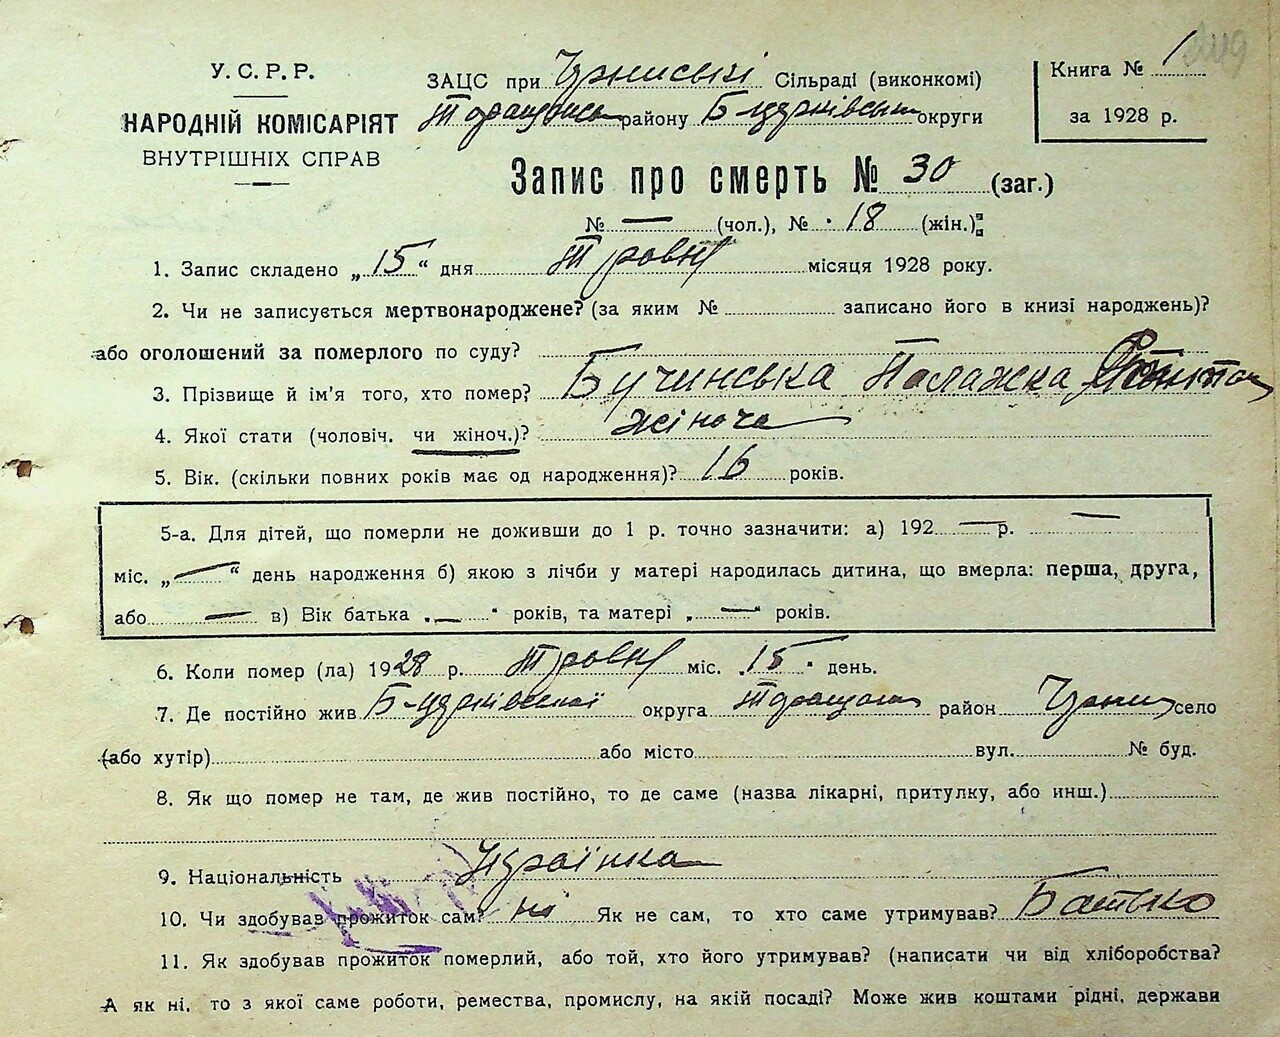 У. С. Р. Р.
НАРОДНІЙ КОМІСАРІЯТ
ВНУТРІШНІХ СПРАВ
ЗАЦС при Сільраді (виконкомі)
району Б-церківськ округи
Книга № 1
за 1928 р.
Запис про смерть № 30 (заг.)
№ — (чол.), № 18 (жін.)
1. Запис складено „15“ дня травня місяця 1928 року.
2. Чи не записується мертвонароджене? (за яким № записано його в книзі народжень)?
або оголошений за померлого по суду?
3. Прізвище й ім'я того, хто помер? Бучинська Палажка
4. Якої стати (чоловіч. чи жіноч.)? жіноча
5. Вік. (скільки повних років має од народження)? 16 років.
5-а. Для дітей, що померли не доживши до 1 р. точно зазначити: а) 192 — р. —
міс. „—“ день народження б) якою з лічби у матері народилась дитина, що вмерла: перша, друга,
або — в) Вік батька „—“ років, та матері „—“ років.
6. Коли помер (ла) 1928 р. травня міс. „15“ день.
7. Де постійно жив Б-церківської округа район село
(або хутір) або місто вул. № буд.
8. Як що помер не там, де жив постійно, то де саме (назва лікарні, притулку, або инш.)
9. Національність Українка
10. Чи здобував прожиток сам? ні Як не сам, то хто саме утримував? Батько
11. Як здобував прожиток померлий, або той, хто його утримував? (написати чи від хліборобства?
А як ні, то з якої саме роботи, ремества, промислу, на якій посаді? Може жив коштами рідні, держави